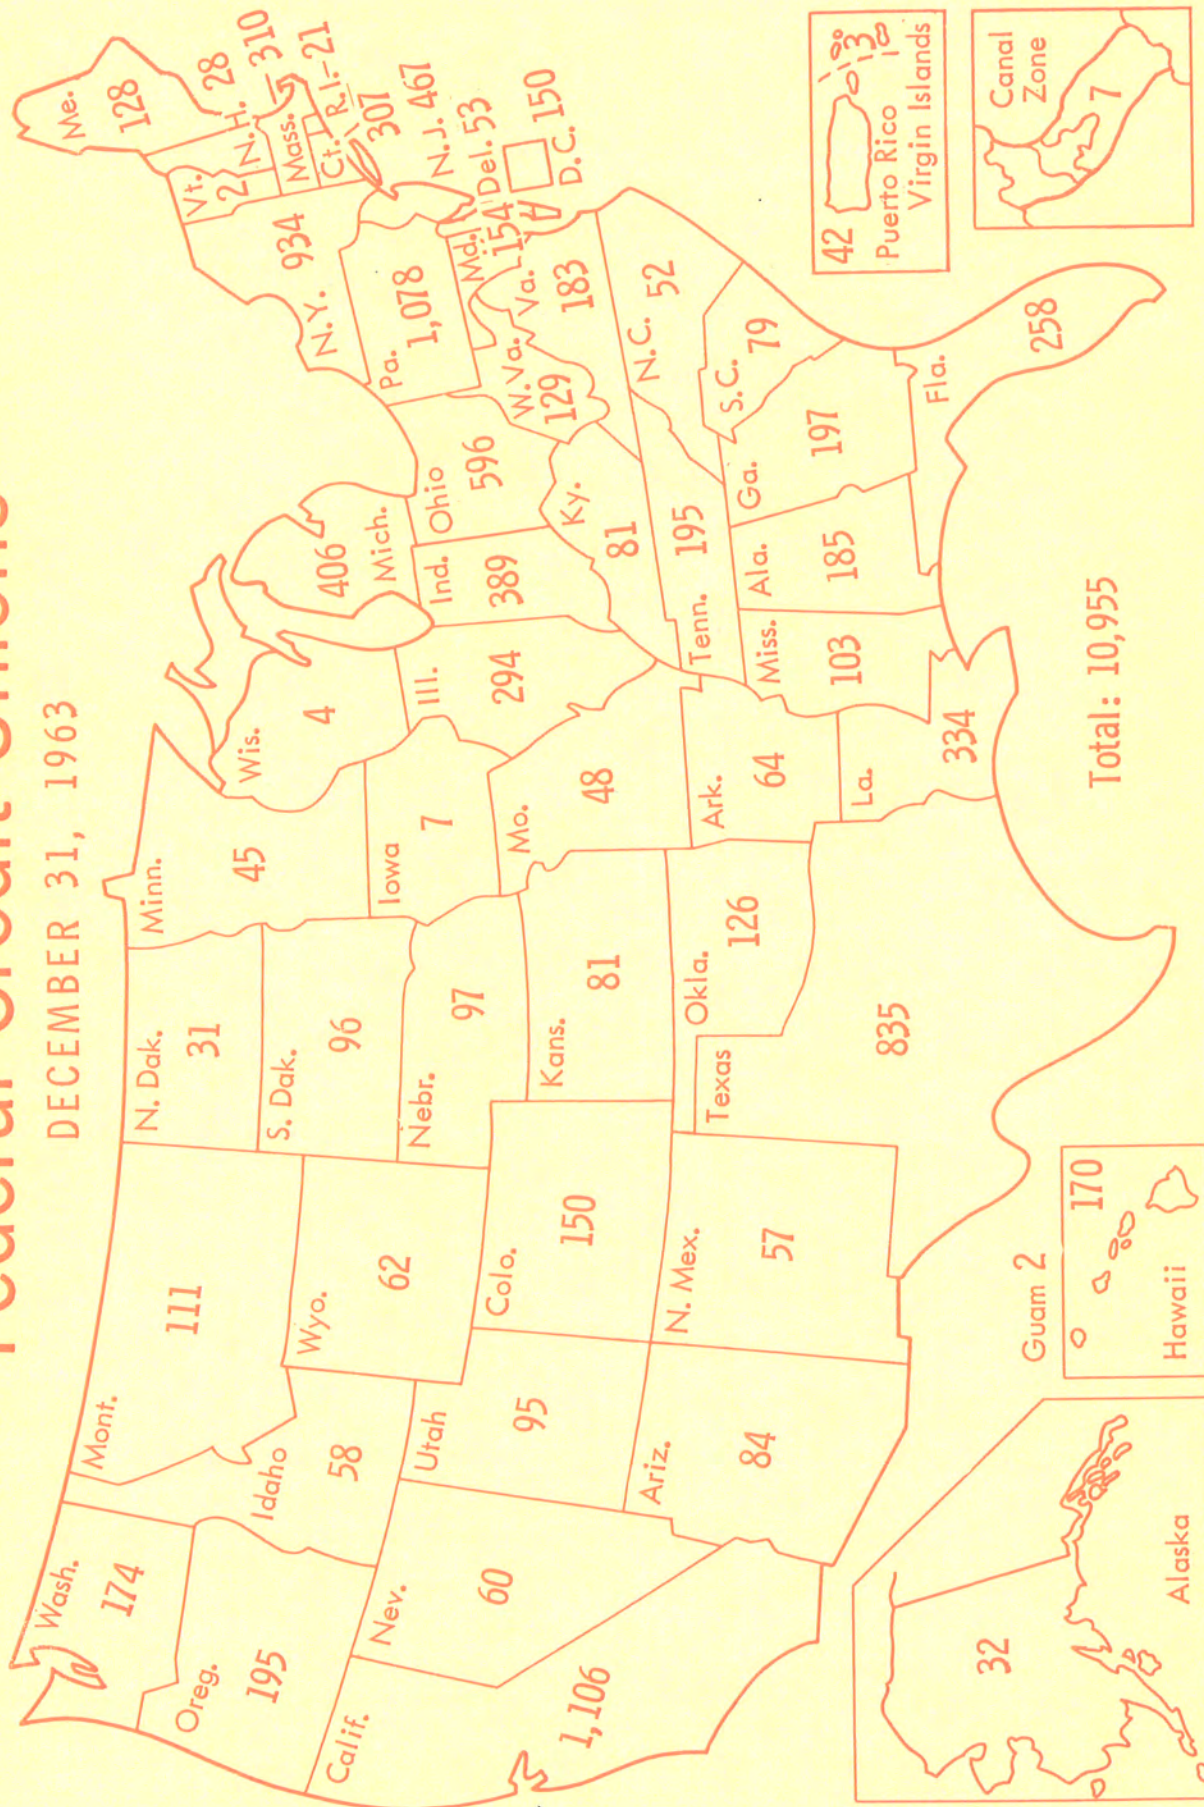 Federal Credit Unions
DECEMBER 31, 1963
Wash.
174
Oreg.
195
Calif.
1,106
Nev.
60
Idaho
58
Mont.
111
Wyo.
62
Utah
95
Ariz.
84
Colo.
150
N. Mex.
57
N. Dak.
31
S. Dak.
96
Nebr.
97
Kans.
81
Okla.
126
Texas
835
Minn.
45
Iowa
7
Mo.
48
Ark.
64
La.
334
Wis.
4
Ill.
294
Mich.
406
Ind.
389
Ohio
596
Ky.
81
Tenn.
195
Miss.
103
Ala.
185
Ga.
197
Fla.
258
S.C.
79
N.C.
52
Va.
183
W.Va.
129
Md.
154
D.C. 150
Del. 53
N.J. 467
Pa.
1,078
N.Y.
934
Ct.
307
R.I.-21
Mass.
310
Vt.
2
N.H. 28
Me.
128
Alaska
32
Guam 2
Hawaii
170
Total: 10,955
42
Puerto Rico
13
Virgin Islands
Canal
Zone
7